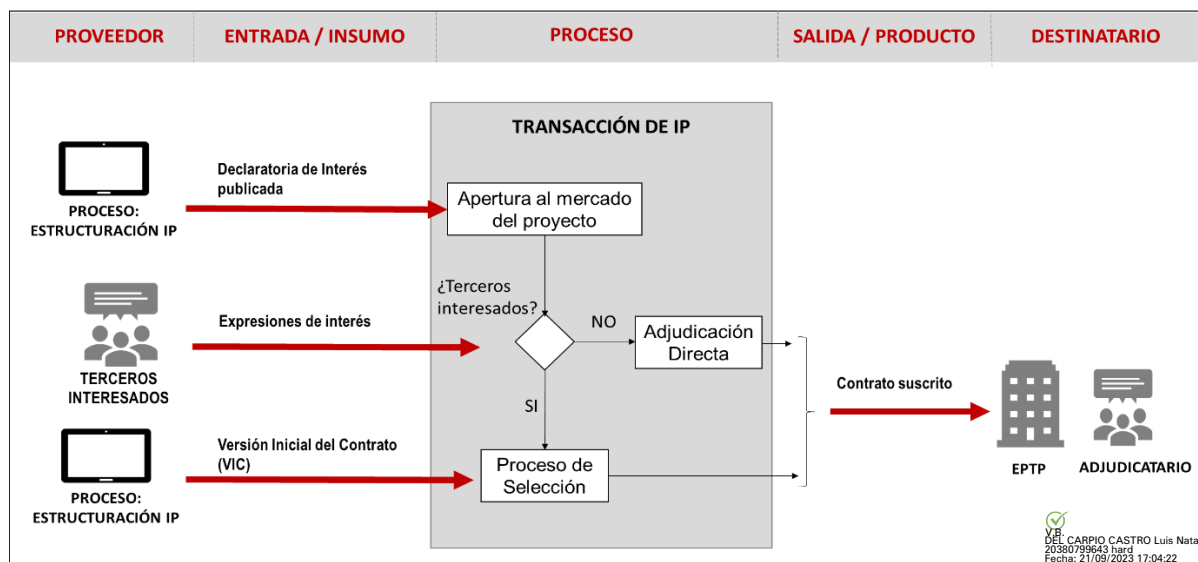 PROVEEDOR
ENTRADA / INSUMO
PROCESO
SALIDA / PRODUCTO
DESTINATARIO
TRANSACCIÓN DE IP
Declaratoria de Interés
publicada
PROCESO:
ESTRUCTURACIÓN IP
Apertura al mercado
del proyecto
¿Terceros
interesados?
Expresiones de interés
TERCEROS
INTERESADOS
NO
Adjudicación
Directa
SI
Contrato suscrito
EPTP
ADJUDICATARIO
Versión Inicial del Contrato
(VIC)
PROCESO:
ESTRUCTURACIÓN IP
Proceso de
Selección
V.B.
DEL CARPIO CASTRO Luis Nata
20380799643 hard
Fecha: 21/09/2023 17:04:22